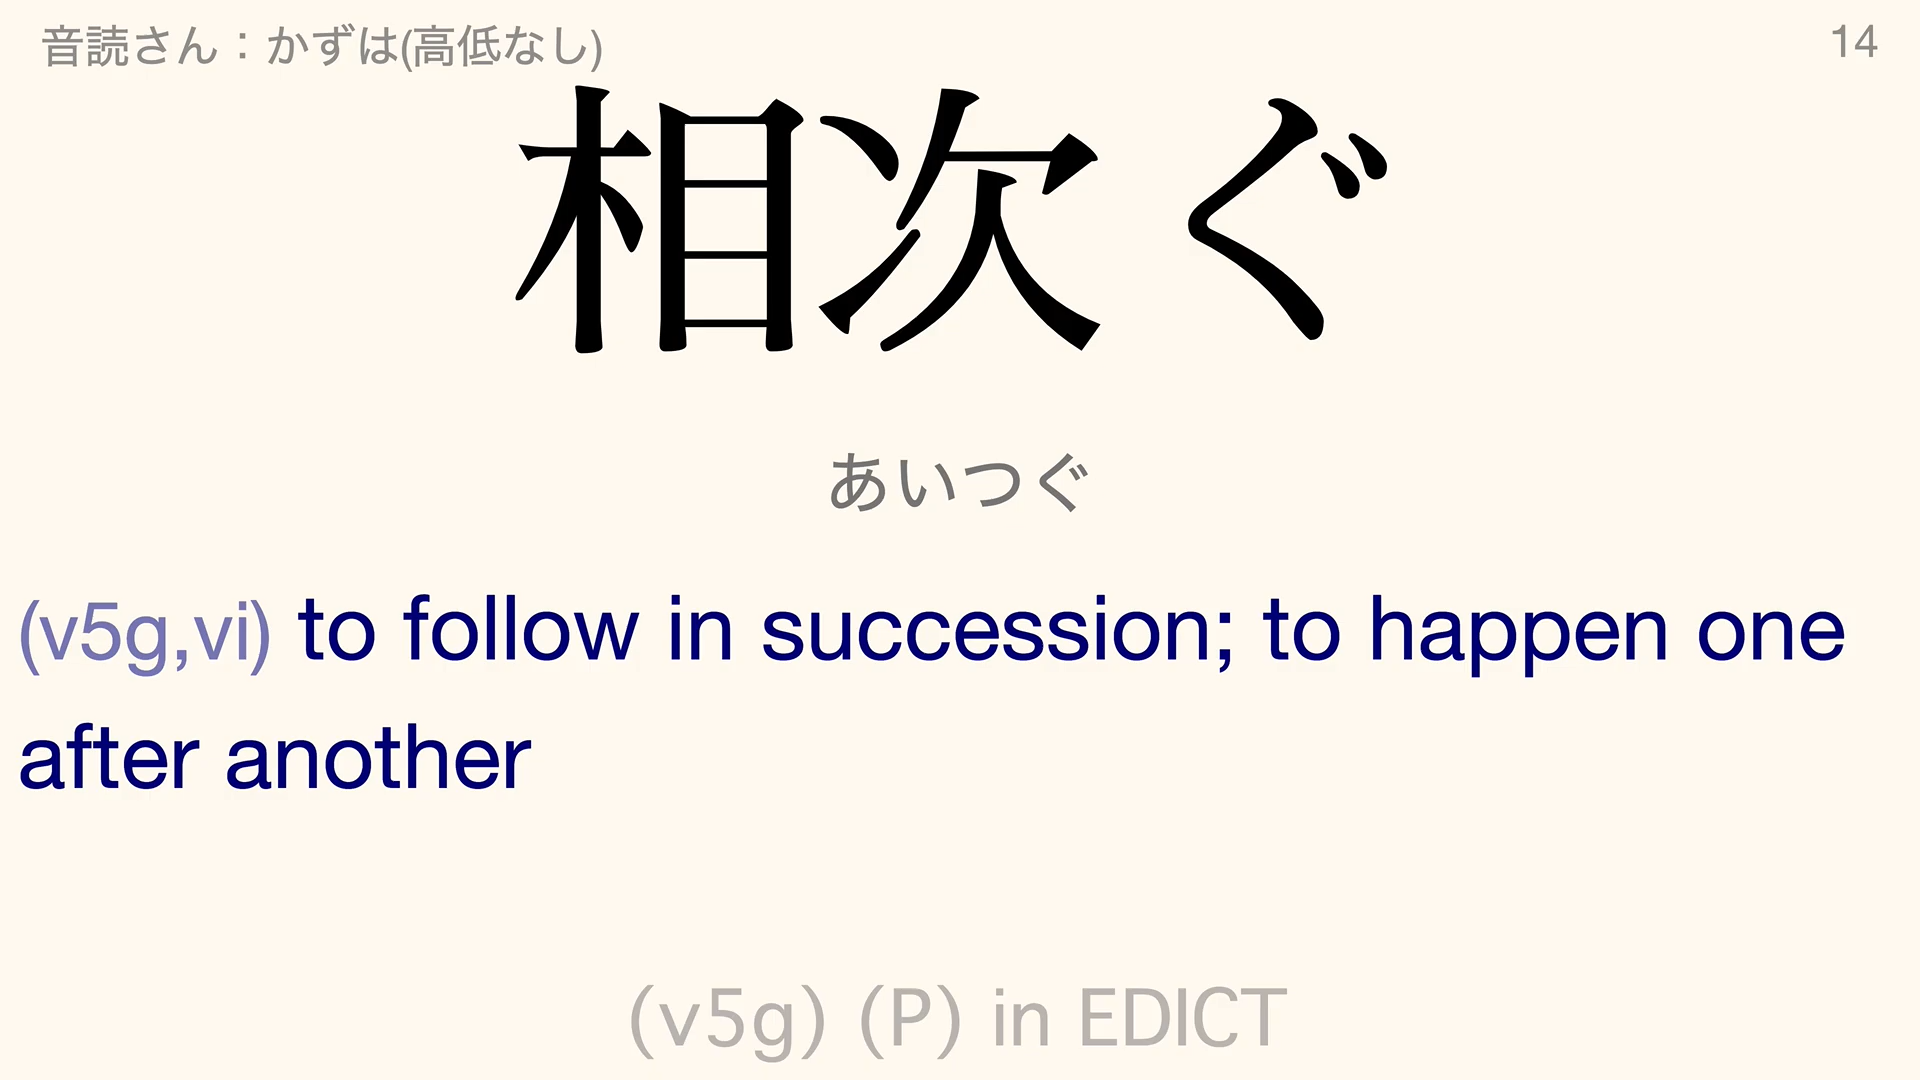 音読さん：かずは(高低なし)
14
相次ぐ
あいつぐ
(v5g,vi) to follow in succession; to happen one
after another
(v5g) (P) in EDICT